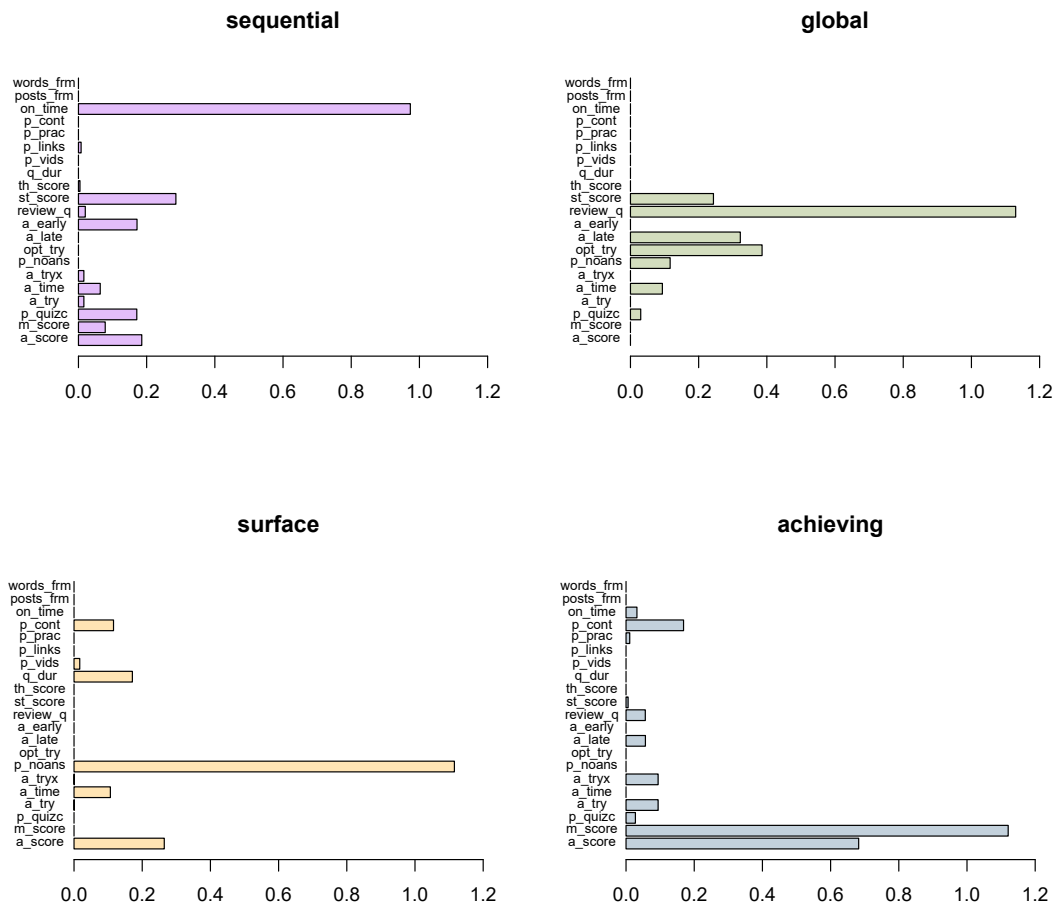 sequential
words_frm
posts_frm
on_time
p_cont
p_prac
p_links
p_vids
q_dur
th_score
st_score
review_q
a_early
a_late
opt_try
p_noans
a_tryx
a_time
a_try
p_quizc
m_score
a_score
0.0 0.2 0.4 0.6 0.8 1.0 1.2
global
words_frm
posts_frm
on_time
p_cont
p_prac
p_links
p_vids
q_dur
th_score
st_score
review_q
a_early
a_late
opt_try
p_noans
a_tryx
a_time
a_try
p_quizc
m_score
a_score
0.0 0.2 0.4 0.6 0.8 1.0 1.2
surface
words_frm
posts_frm
on_time
p_cont
p_prac
p_links
p_vids
q_dur
th_score
st_score
review_q
a_early
a_late
opt_try
p_noans
a_tryx
a_time
a_try
p_quizc
m_score
a_score
0.0 0.2 0.4 0.6 0.8 1.0 1.2
achieving
words_frm
posts_frm
on_time
p_cont
p_prac
p_links
p_vids
q_dur
th_score
st_score
review_q
a_early
a_late
opt_try
p_noans
a_tryx
a_time
a_try
p_quizc
m_score
a_score
0.0 0.2 0.4 0.6 0.8 1.0 1.2